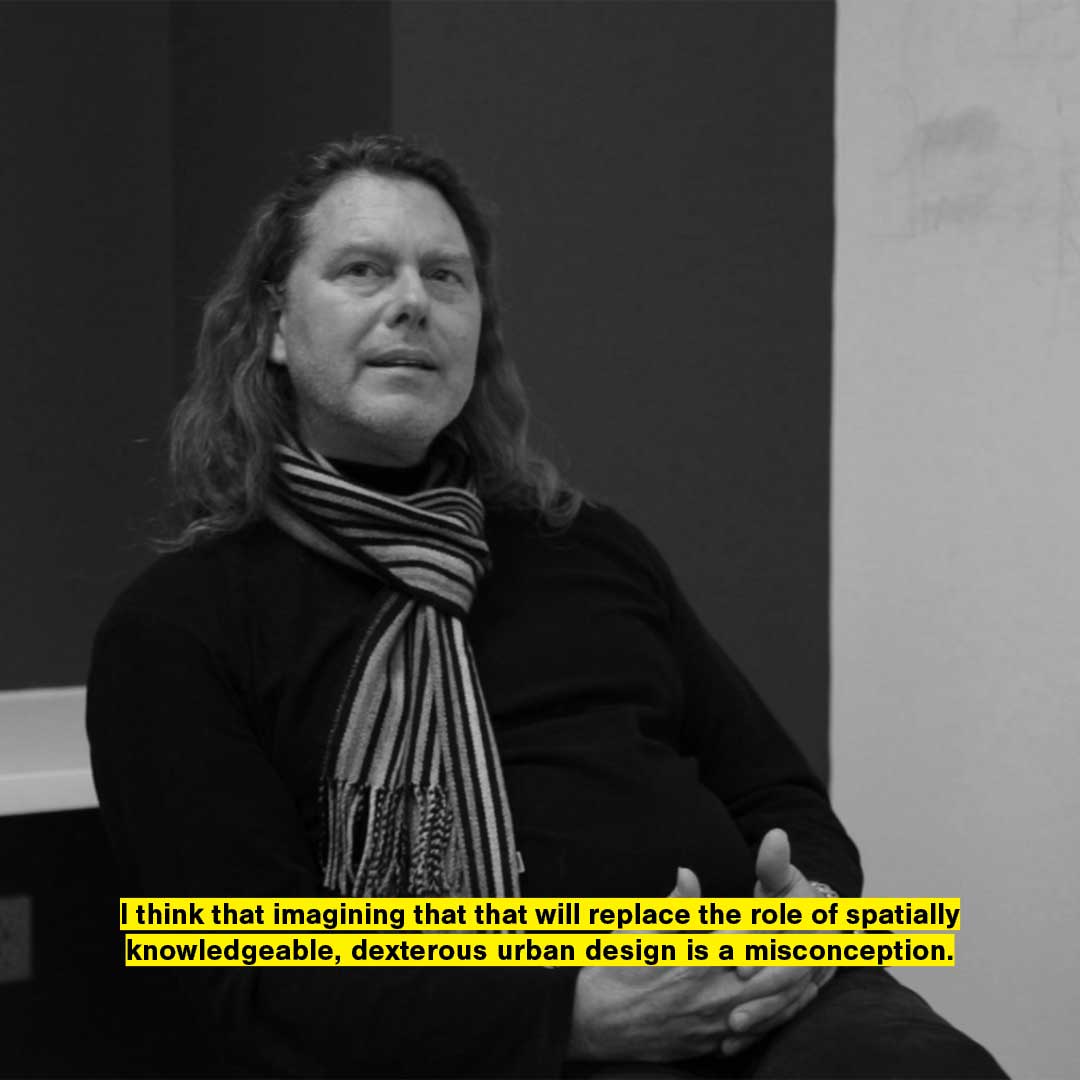 I think that imagining that that will replace the role of spatially
knowledgeable, dexterous urban design is a misconception.